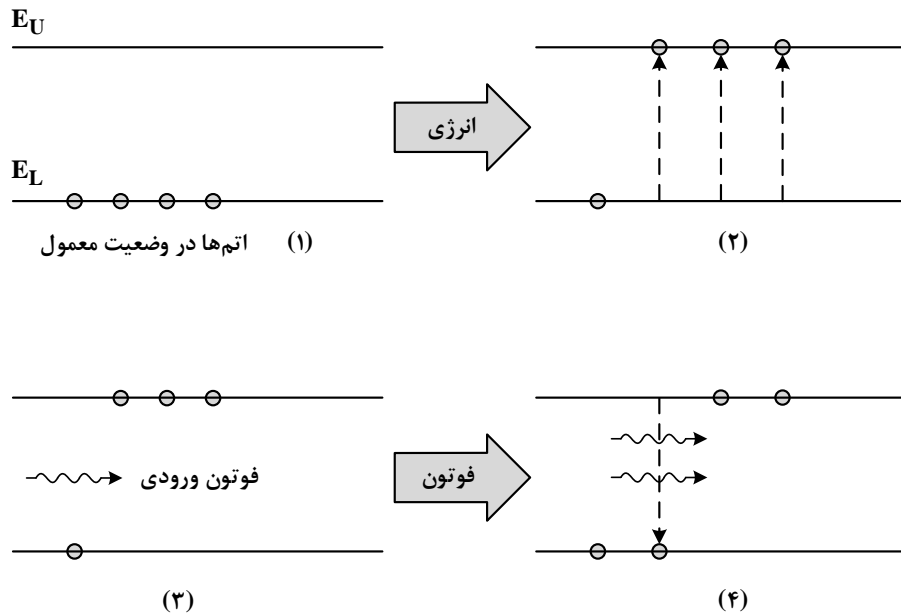 E_U
انرژی
E_L
(۱) اتم‌ها در وضعیت معمول
(۲)
فوتون ورودی
فوتون
(۳)
(۴)